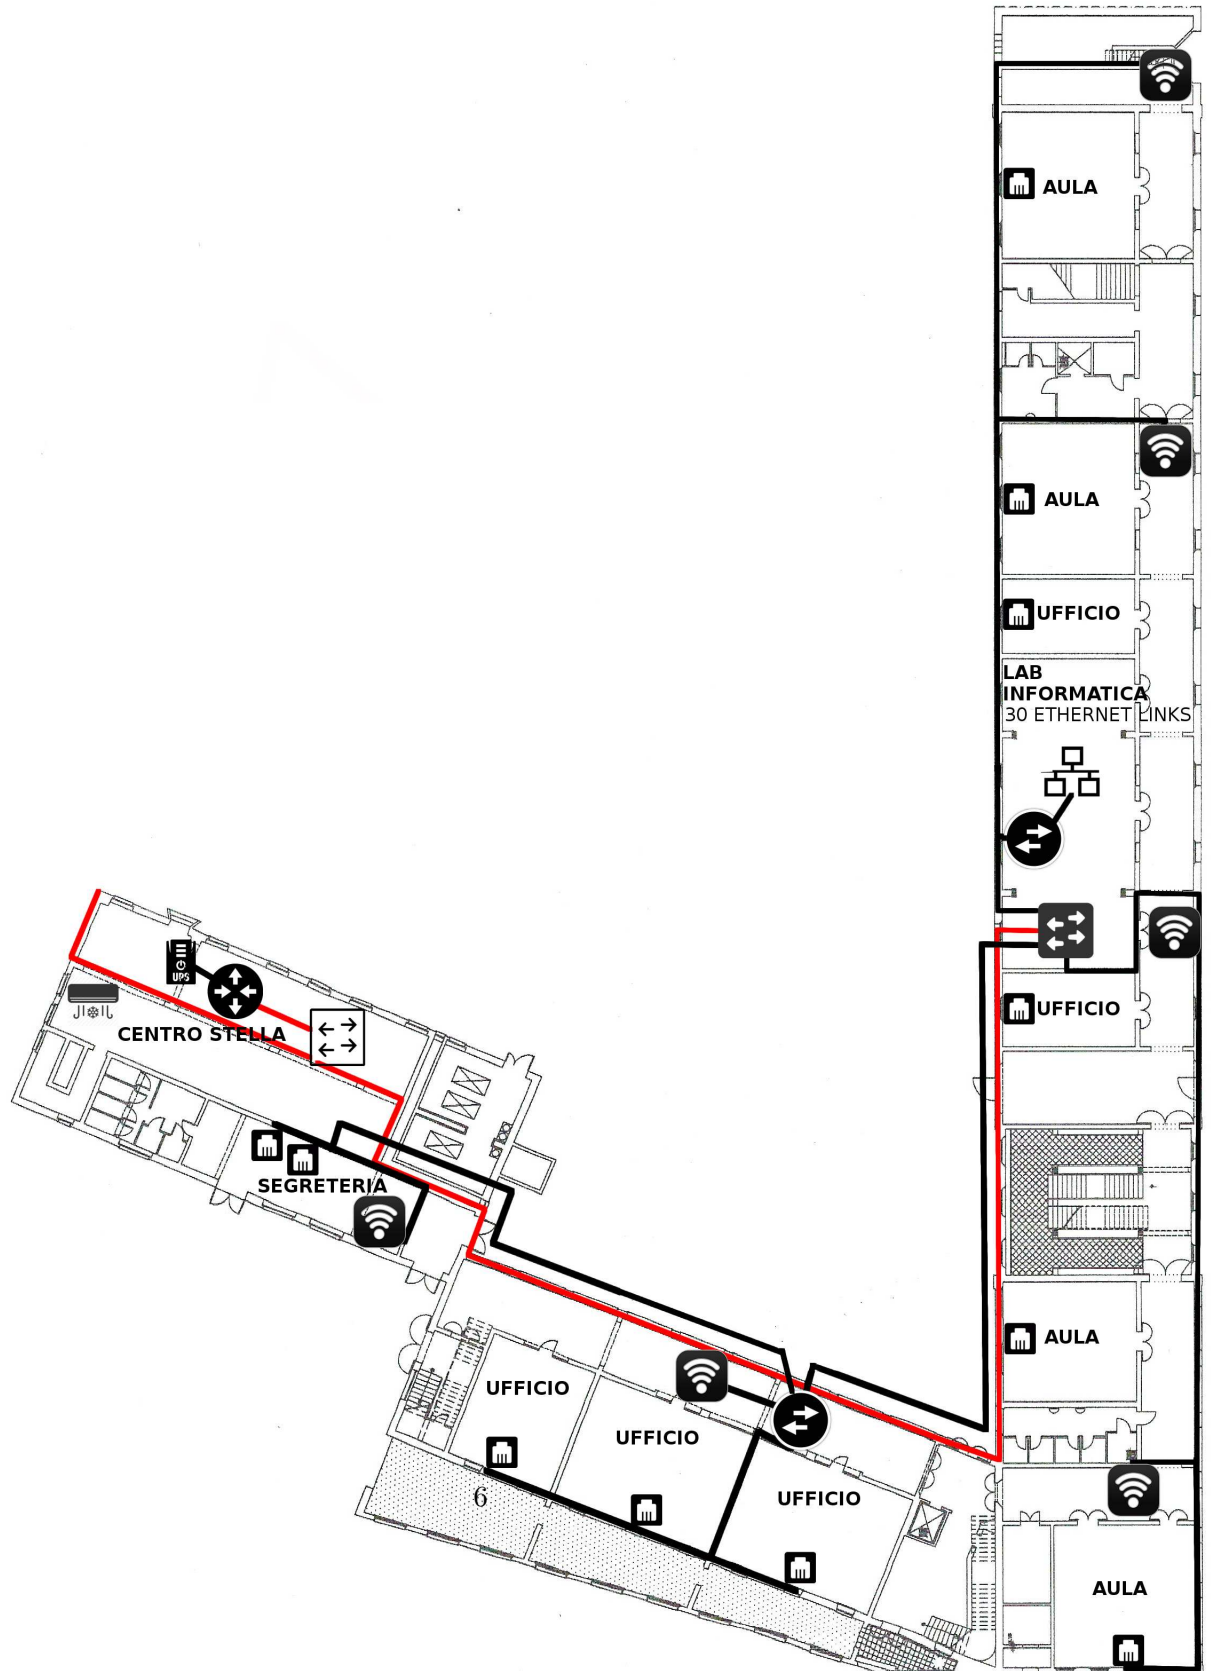 AULA
AULA
UFFICIO
LAB
INFORMATICA
30 ETHERNET LINKS
UPS
CENTRO STELLA
UFFICIO
SEGRETERIA
AULA
UFFICIO
UFFICIO
6
UFFICIO
AULA